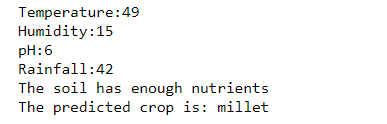 Temperature:49
Humidity:15
pH:6
Rainfall:42
The soil has enough nutrients
The predicted crop is: millet